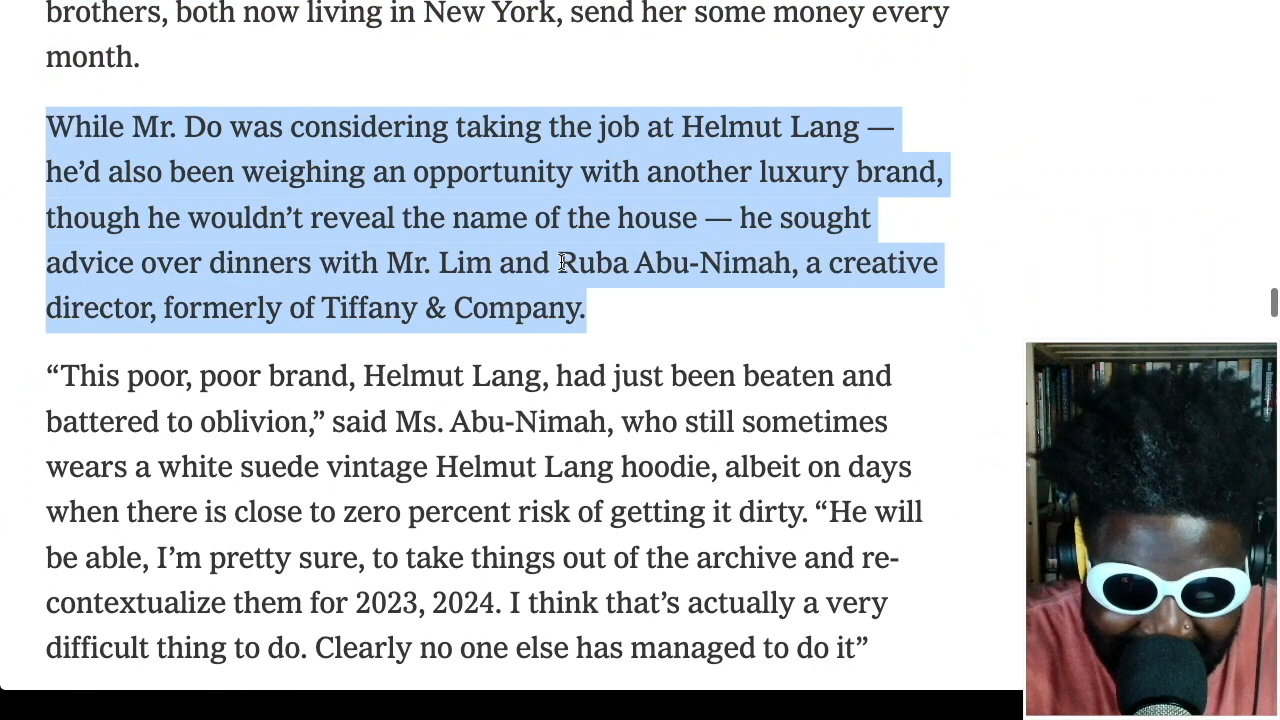 brothers, both now living in New York, send her some money every
month.
While Mr. Do was considering taking the job at Helmut Lang —
he’d also been weighing an opportunity with another luxury brand,
though he wouldn’t reveal the name of the house — he sought
advice over dinners with Mr. Lim and Ruba Abu-Nimah, a creative
director, formerly of Tiffany & Company.
“This poor, poor brand, Helmut Lang, had just been beaten and
battered to oblivion,” said Ms. Abu-Nimah, who still sometimes
wears a white suede vintage Helmut Lang hoodie, albeit on days
when there is close to zero percent risk of getting it dirty. “He will
be able, I’m pretty sure, to take things out of the archive and re-
contextualize them for 2023, 2024. I think that’s actually a very
difficult thing to do. Clearly no one else has managed to do it”